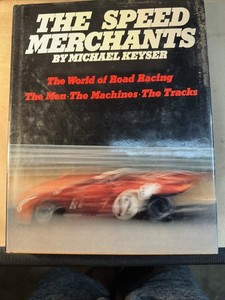 THE SPEED
MERCHANTS
BY MICHAEL KEYSER
The World of Road Racing
The Men·The Machines·The Tracks